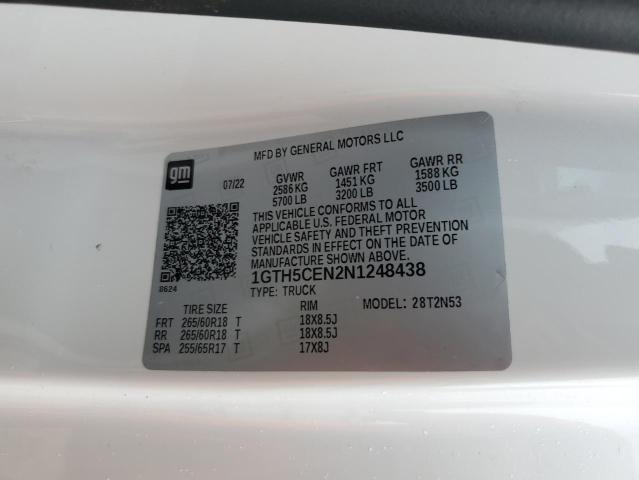 MFD BY GENERAL MOTORS LLC
gm
07/22
GVWR
2586 KG
5700 LB
GAWR FRT
1451 KG
3200 LB
GAWR RR
1588 KG
3500 LB
THIS VEHICLE CONFORMS TO ALL
APPLICABLE U.S. FEDERAL MOTOR
VEHICLE SAFETY AND THEFT PREVENTION
STANDARDS IN EFFECT ON THE DATE OF
MANUFACTURE SHOWN ABOVE.
8624
1GTH5CEN2N1248438
TYPE: TRUCK
MODEL: 28T2N53
TIRE SIZE RIM
FRT 265/60R18 T 18X8.5J
RR 265/60R18 T 18X8.5J
SPA 255/65R17 T 17X8J